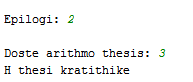 Epilogi: 2
Doste arithmo thesis: 3
H thesi kratithike